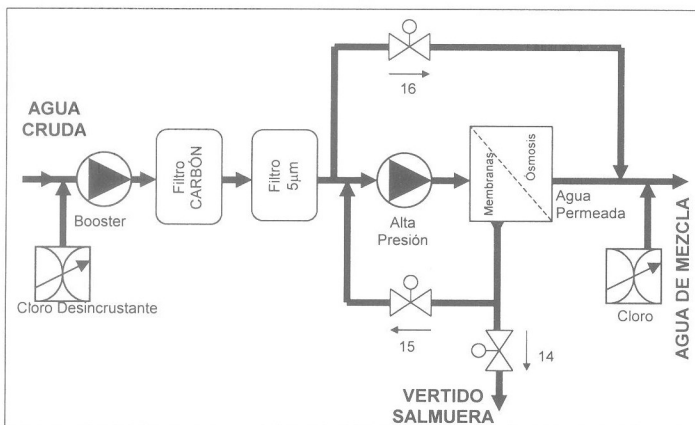 16
AGUA
CRUDA
Booster
Filtro
CARBÓN
Filtro
5µm
Alta
Presión
Membranas
Ósmosis
Agua
Permeada
Cloro Desincrustante
15
14
Cloro
AGUA DE MEZCLA
VERTIDO
SALMUERA